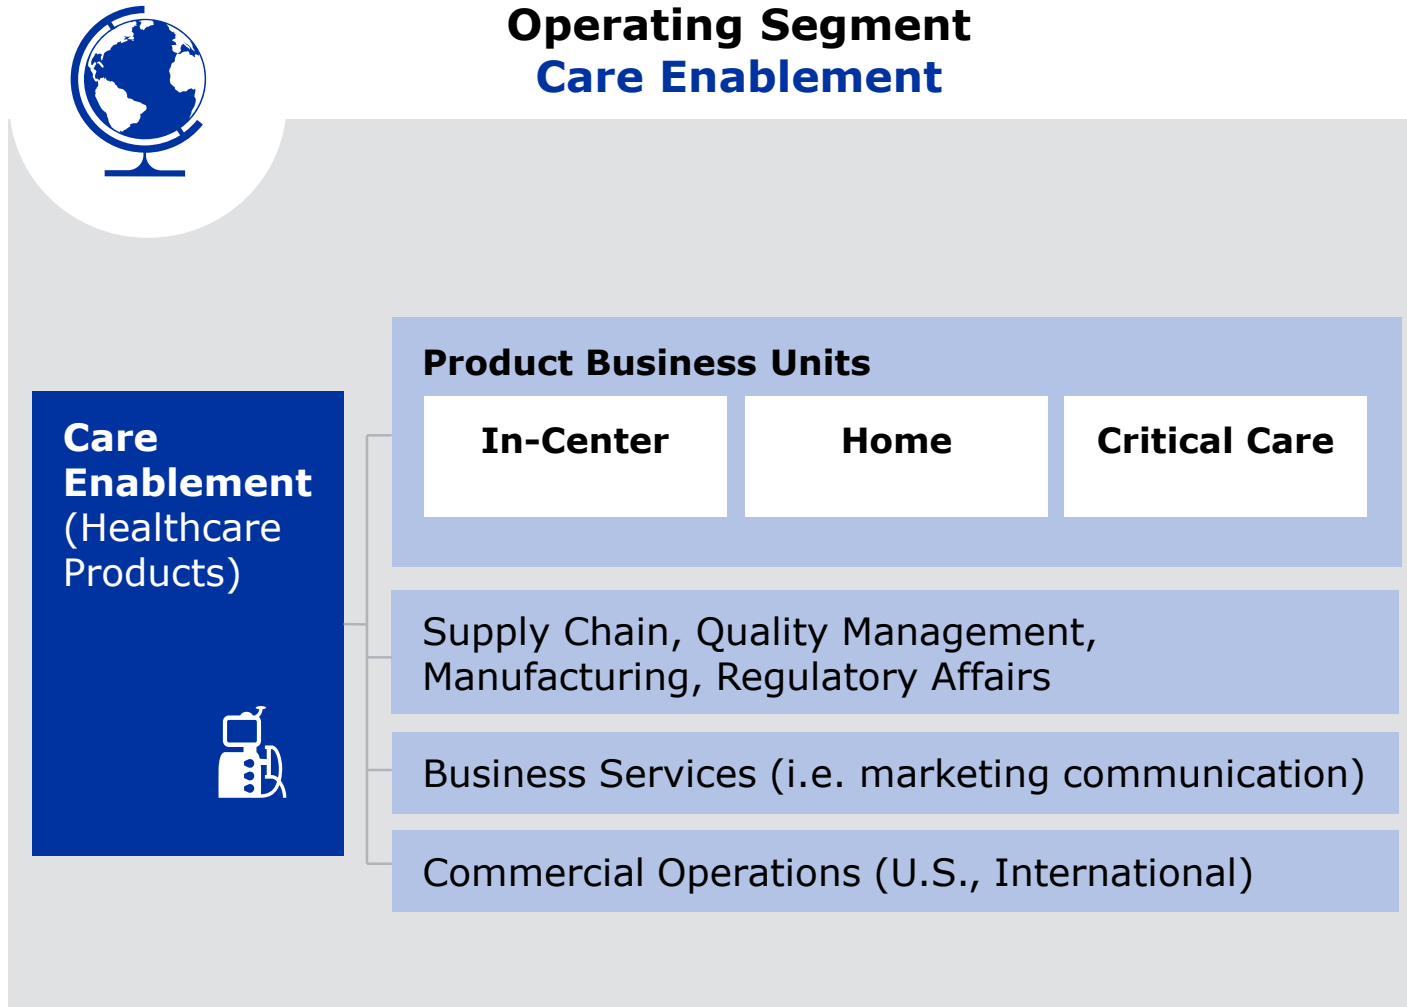 Operating Segment
Care Enablement
Care
Enablement
(Healthcare
Products)
Product Business Units
In-Center
Home
Critical Care
Supply Chain, Quality Management,
Manufacturing, Regulatory Affairs
Business Services (i.e. marketing communication)
Commercial Operations (U.S., International)